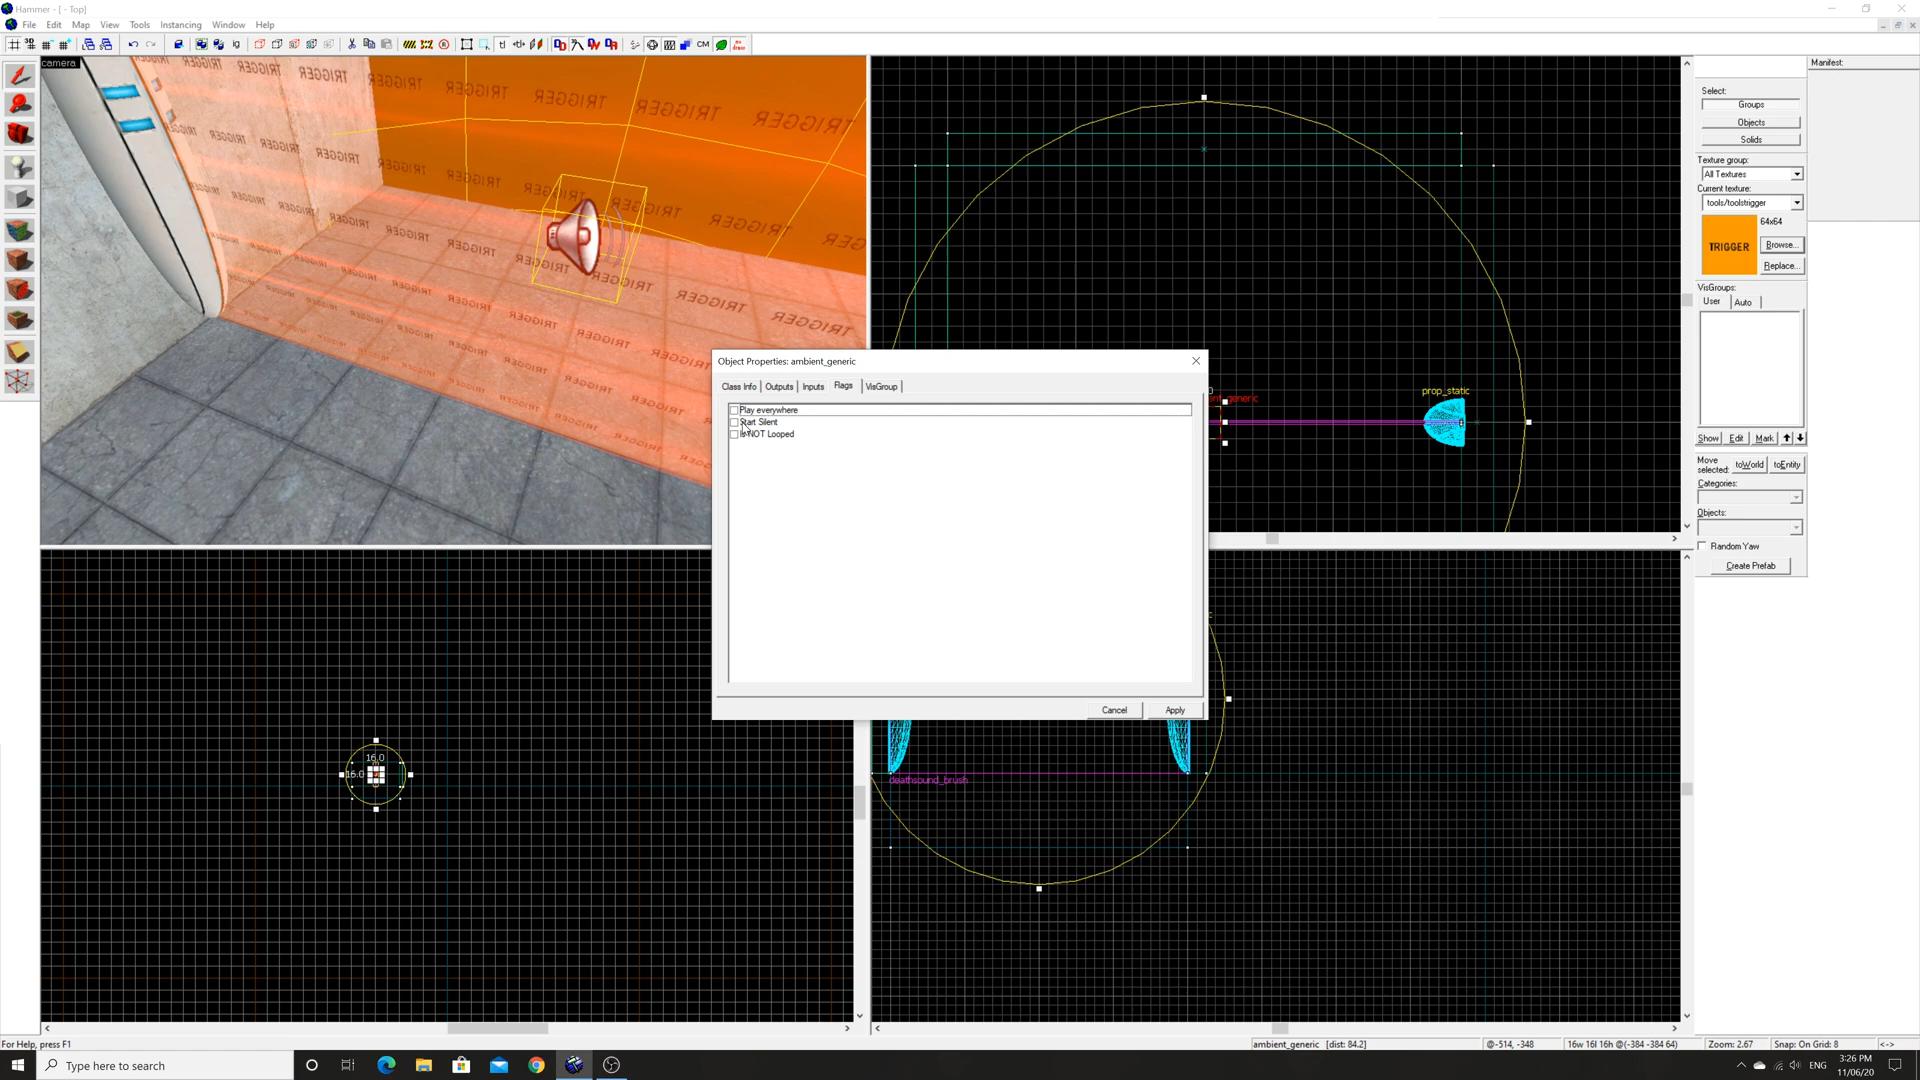 Hammer - [ - Top]
File Edit Map View Tools Instancing Window Help
camera
TRIGGER
Object Properties: ambient_generic
Class Info Outputs Inputs Flags VisGroup
Play everywhere
Start Silent
Is NOT Looped
Cancel Apply
prop_static
deathsound_brush
16.0
16.0
Manifest:
Select:
Groups
Objects
Solids
Texture group:
All Textures
Current texture:
tools/toolstrigger
64x64
TRIGGER
Browse...
Replace...
VisGroups:
User Auto
Show Edit Mark
Move selected:
toWorld toEntity
Categories:
Objects:
Random Yaw
Create Prefab
For Help, press F1
ambient_generic [dist: 84.2]
@-514, -348
16w 16l 16h @(-384 -384 64)
Zoom: 2.67
Snap: On Grid: 8
<->
Type here to search
ENG
3:26 PM
11/06/20